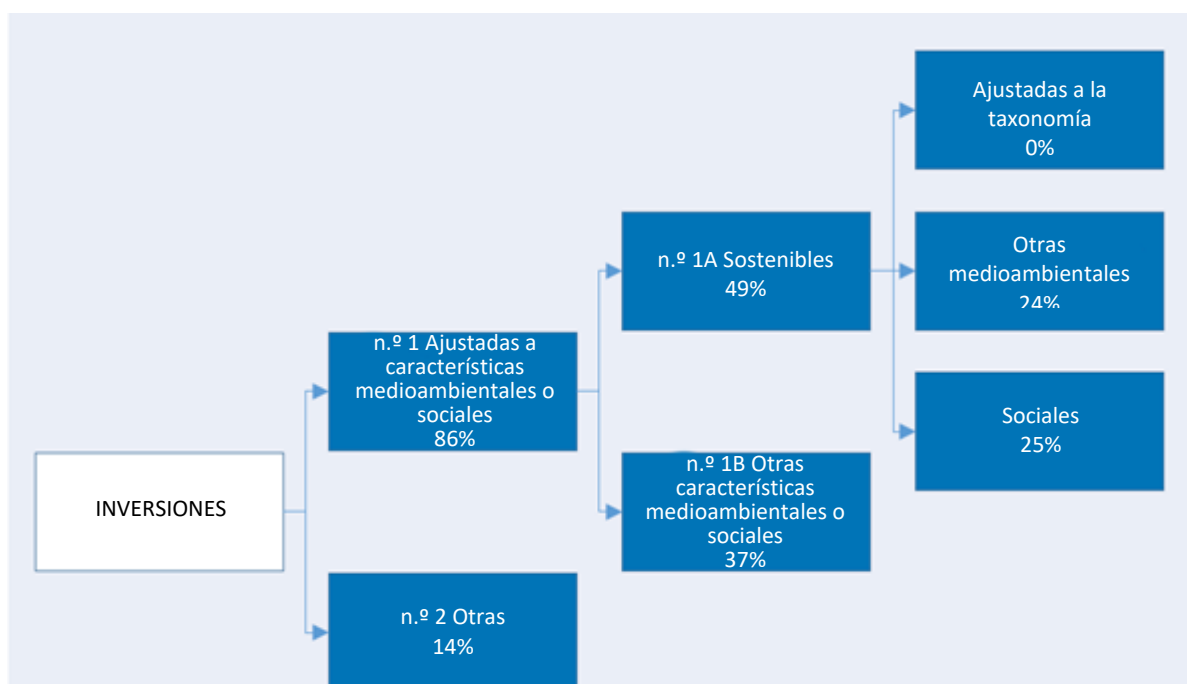 INVERSIONES
n.º 1 Ajustadas a
características
medioambientales o
sociales
86%
n.º 2 Otras
14%
n.º 1A Sostenibles
49%
n.º 1B Otras
características
medioambientales o
sociales
37%
Ajustadas a la
taxonomía
0%
Otras
medioambientales
24%
Sociales
25%